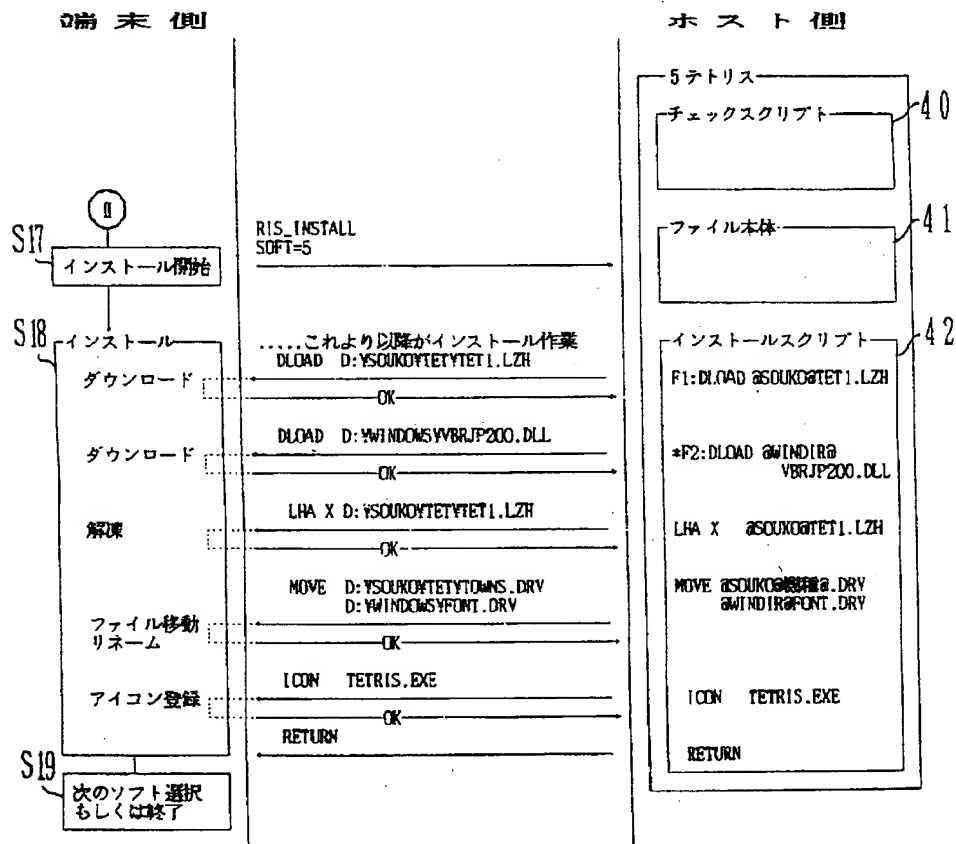 端末側
ホスト側
5テトリス
チェックスクリプト
40
ファイル本体
41
II
S17
インストール開始
RIS_INSTALL
SOFT=5
S18
インストール
.....これより以降がインストール作業
インストールスクリプト
42
ダウンロード
DLOAD D:¥SOUKO¥TET¥TET1.LZH
OK
F1:DLOAD @SOUKO@TET1.LZH
ダウンロード
DLOAD D:¥WINDOWS¥VBRJP200.DLL
OK
*F2:DLOAD @WINDIR@
VBRJP200.DLL
解凍
LHA X D:¥SOUKO¥TET¥TET1.LZH
OK
LHA X @SOUKO@TET1.LZH
ファイル移動
リネーム
MOVE D:¥SOUKO¥TET¥TOWNS.DRV
D:¥WINDOWS¥FONT.DRV
OK
MOVE @SOUKO@機種@.DRV
@WINDIR@FONT.DRV
アイコン登録
ICON TETRIS.EXE
OK
ICON TETRIS.EXE
RETURN
RETURN
S19
次のソフト選択
もしくは終了